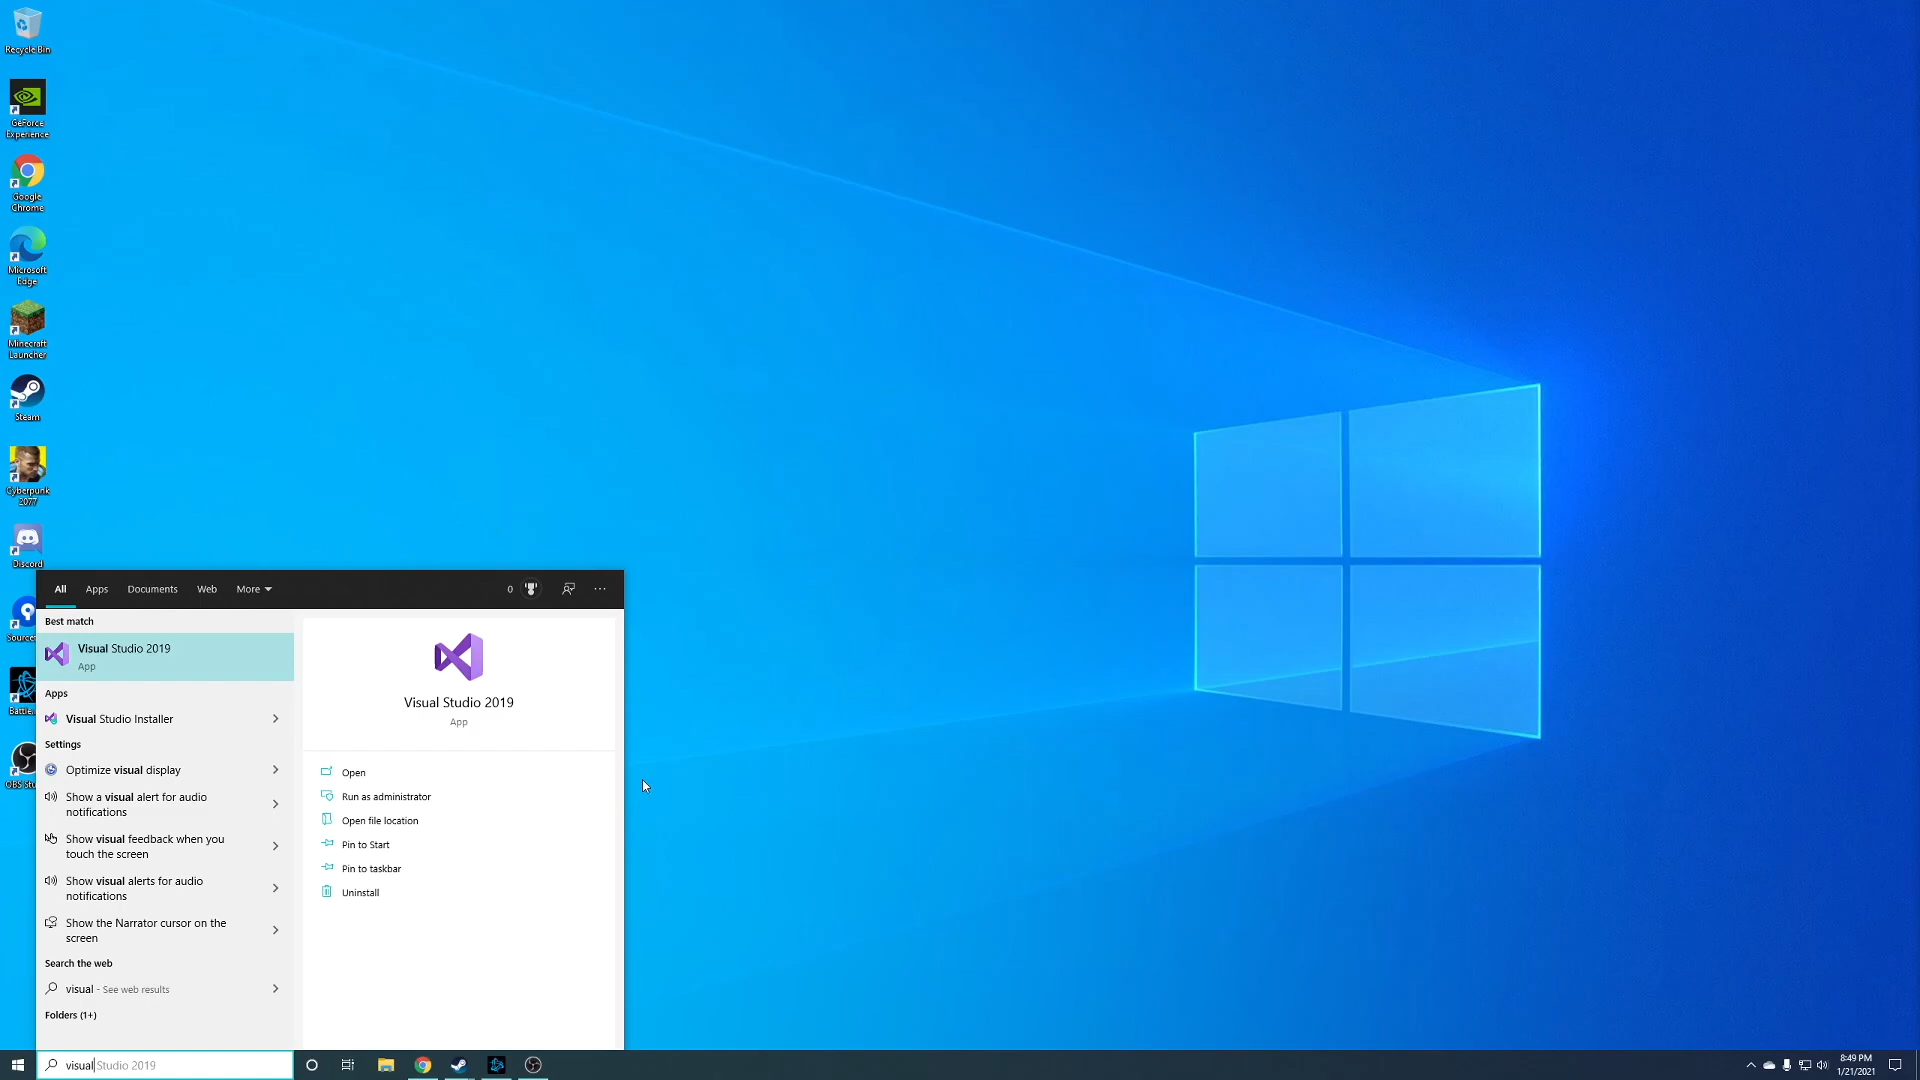 Recycle Bin
GeForce
Experience
Google
Chrome
Microsoft
Edge
Minecraft
Launcher
Steam
Cyberpunk
2077
Discord
Source
Battle.
OBS Stu
All
Apps
Documents
Web
More
0
Best match
Visual Studio 2019
App
Apps
Visual Studio Installer
Settings
Optimize visual display
Show a visual alert for audio
notifications
Show visual feedback when you
touch the screen
Show visual alerts for audio
notifications
Show the Narrator cursor on the
screen
Search the web
visual - See web results
Folders (1+)
Visual Studio 2019
App
Open
Run as administrator
Open file location
Pin to Start
Pin to taskbar
Uninstall
visual Studio 2019
8:49 PM
1/21/2021